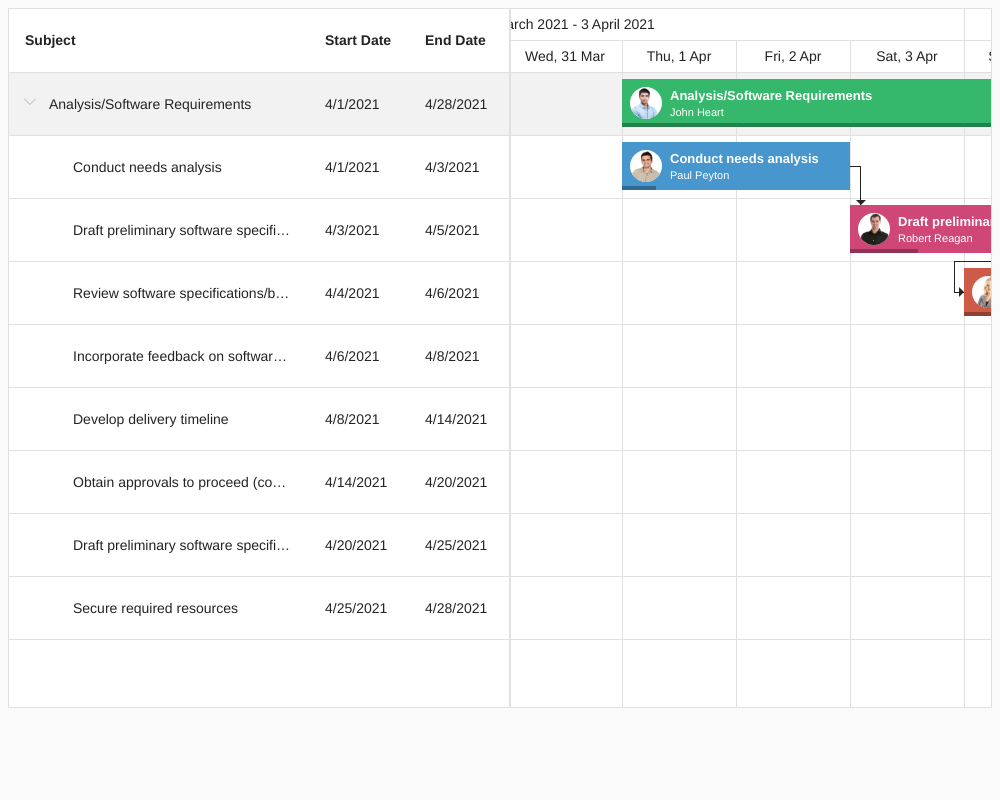 Subject Start Date End Date
arch 2021 - 3 April 2021
Wed, 31 Mar Thu, 1 Apr Fri, 2 Apr Sat, 3 Apr
Analysis/Software Requirements 4/1/2021 4/28/2021
Analysis/Software Requirements
John Heart
Conduct needs analysis 4/1/2021 4/3/2021
Conduct needs analysis
Paul Peyton
Draft preliminary software specifi… 4/3/2021 4/5/2021
Draft prelimina
Robert Reagan
Review software specifications/b… 4/4/2021 4/6/2021
Incorporate feedback on softwar… 4/6/2021 4/8/2021
Develop delivery timeline 4/8/2021 4/14/2021
Obtain approvals to proceed (co… 4/14/2021 4/20/2021
Draft preliminary software specifi… 4/20/2021 4/25/2021
Secure required resources 4/25/2021 4/28/2021